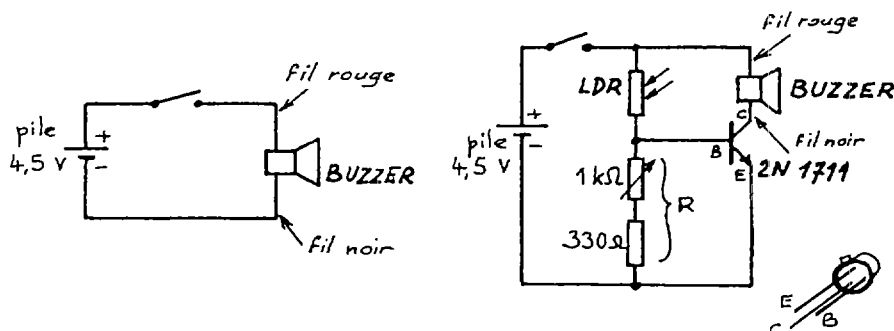 fil rouge
pile
4,5 V
+
-
BUZZER
fil noir
fil rouge
LDR
BUZZER
C
fil noir
pile
4,5 V
+
-
B
E
2N 1711
1 kΩ
R
330 Ω
E
C
B